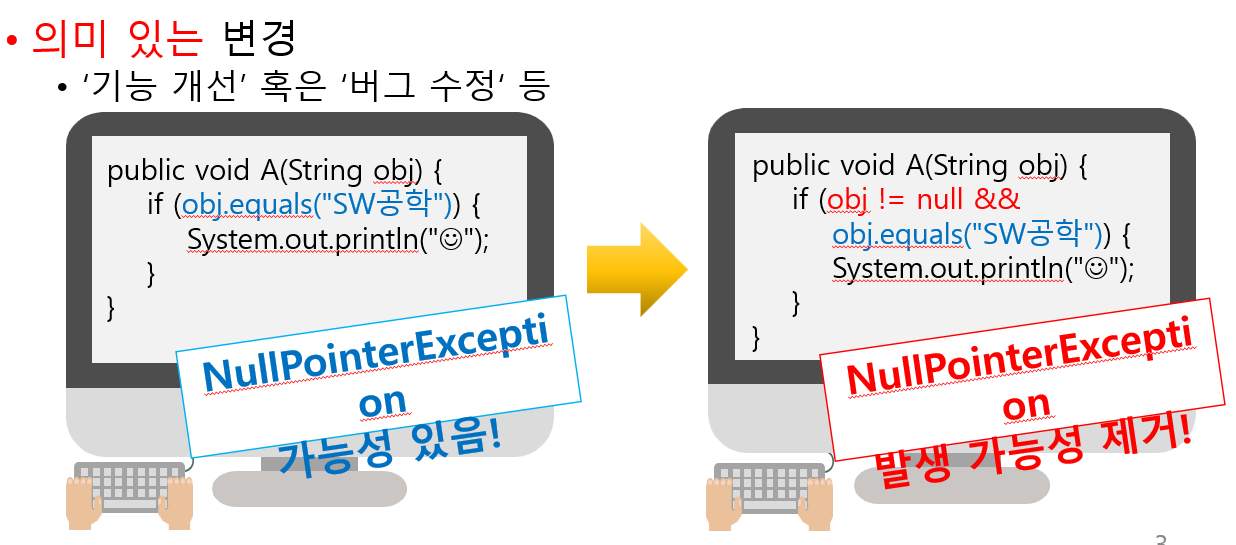 • 의미 있는 변경
• ‘기능 개선’ 혹은 ‘버그 수정‘ 등
public void A(String obj) {
if (obj.equals("SW공학")) {
System.out.println("☺");
}
}
NullPointerExcepti
on
가능성 있음!
public void A(String obj) {
if (obj != null &&
obj.equals("SW공학")) {
System.out.println("☺");
}
}
NullPointerExcepti
on
발생 가능성 제거!
3